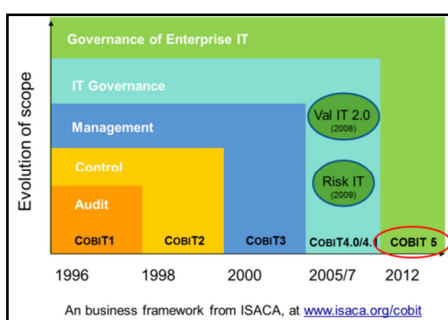 Governance of Enterprise IT
IT Governance
Val IT 2.0
(2008)
Management
Control
Risk IT
(2009)
Audit
Evolution of scope
COBIT1 COBIT2 COBIT3 COBIT4.0/4.1 COBIT 5
1996 1998 2000 2005/7 2012
An business framework from ISACA, at www.isaca.org/cobit